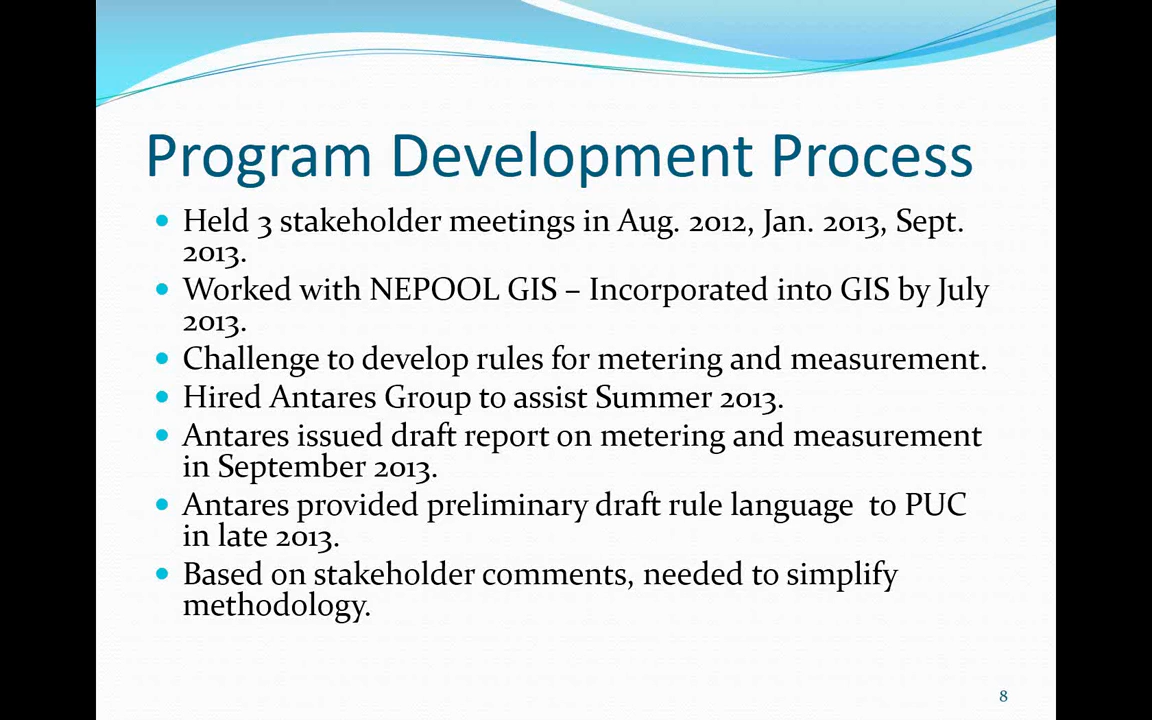 Program Development Process
• Held 3 stakeholder meetings in Aug. 2012, Jan. 2013, Sept.
2013.
• Worked with NEPOOL GIS – Incorporated into GIS by July
2013.
• Challenge to develop rules for metering and measurement.
• Hired Antares Group to assist Summer 2013.
• Antares issued draft report on metering and measurement
in September 2013.
• Antares provided preliminary draft rule language  to PUC
in late 2013.
• Based on stakeholder comments, needed to simplify
methodology.
8